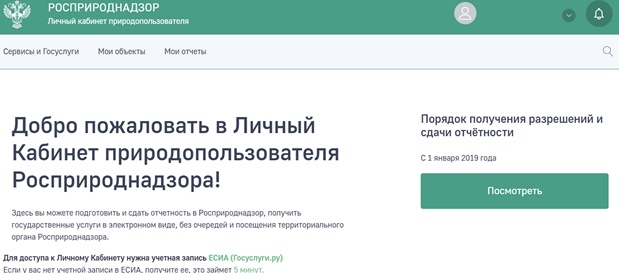 РОСПРИРОДНАДЗОР
Личный кабинет природопользователя
Сервисы и Госуслуги Мои объекты Мои отчеты
Добро пожаловать в Личный
Кабинет природопользователя
Росприроднадзора!
Здесь вы можете подготовить и сдать отчетность в Росприроднадзор, получить
государственные услуги в электронном виде, без очередей и посещения территориального
органа Росприроднадзора.
Для доступа к Личному Кабинету нужна учетная запись ЕСИА (Госуслуги.ру)
Если у вас нет учетной записи в ЕСИА, получите ее, это займет 5 минут.
Порядок получения разрешений и
сдачи отчётности
С 1 января 2019 года
Посмотреть